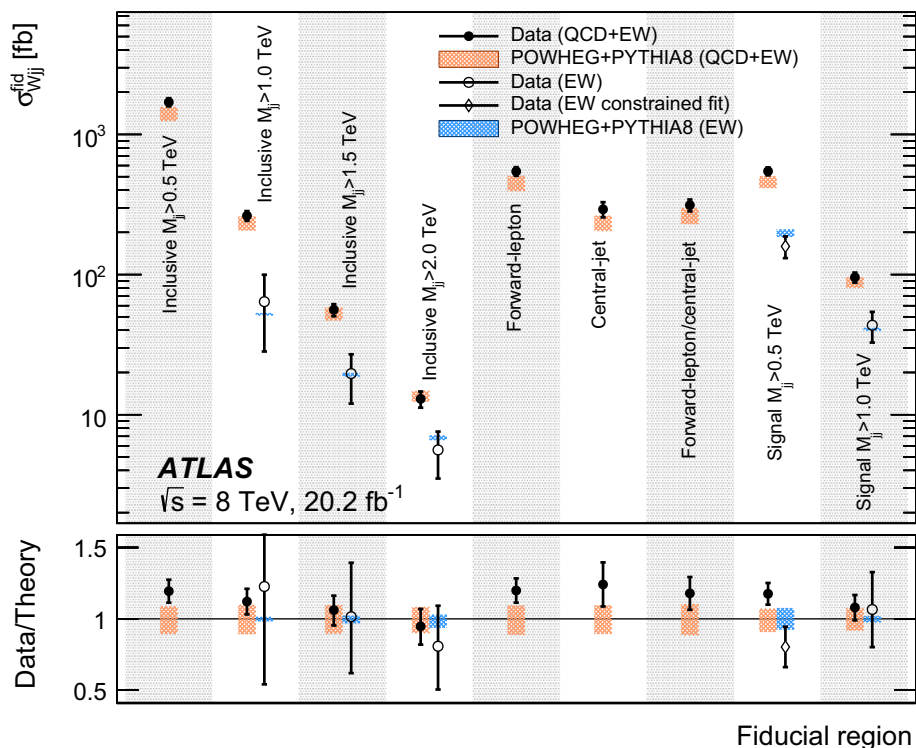 σ^fid_Wjj [fb]
10³
10²
10
Data (QCD+EW)
POWHEG+PYTHIA8 (QCD+EW)
Data (EW)
Data (EW constrained fit)
POWHEG+PYTHIA8 (EW)
Inclusive M_jj>0.5 TeV
Inclusive M_jj>1.0 TeV
Inclusive M_jj>1.5 TeV
Inclusive M_jj>2.0 TeV
Forward-lepton
Central-jet
Forward-lepton/central-jet
Signal M_jj>0.5 TeV
Signal M_jj>1.0 TeV
ATLAS
√s = 8 TeV, 20.2 fb⁻¹
Data/Theory
1.5
1
0.5
Fiducial region